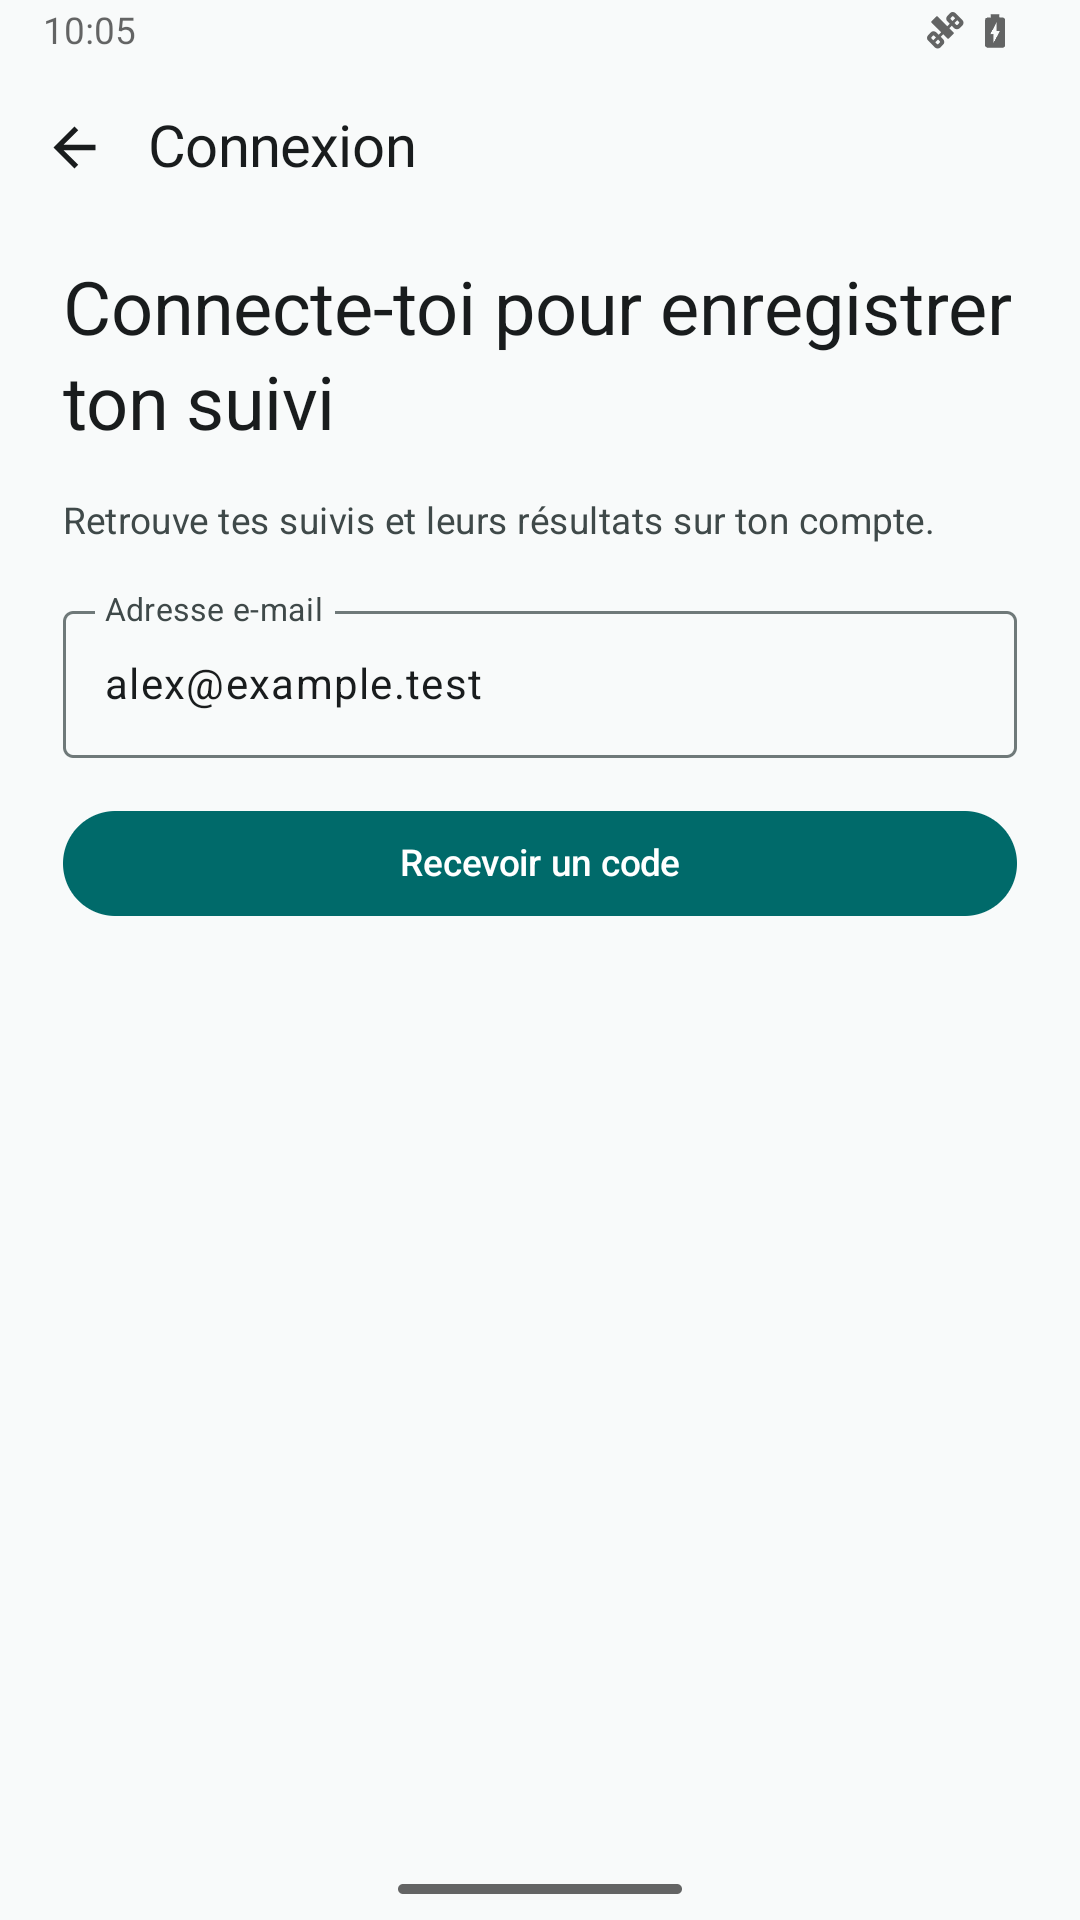 10:05
Connexion
Connecte-toi pour enregistrer
ton suivi
Retrouve tes suivis et leurs résultats sur ton compte.
Adresse e-mail
alex@example.test
Recevoir un code